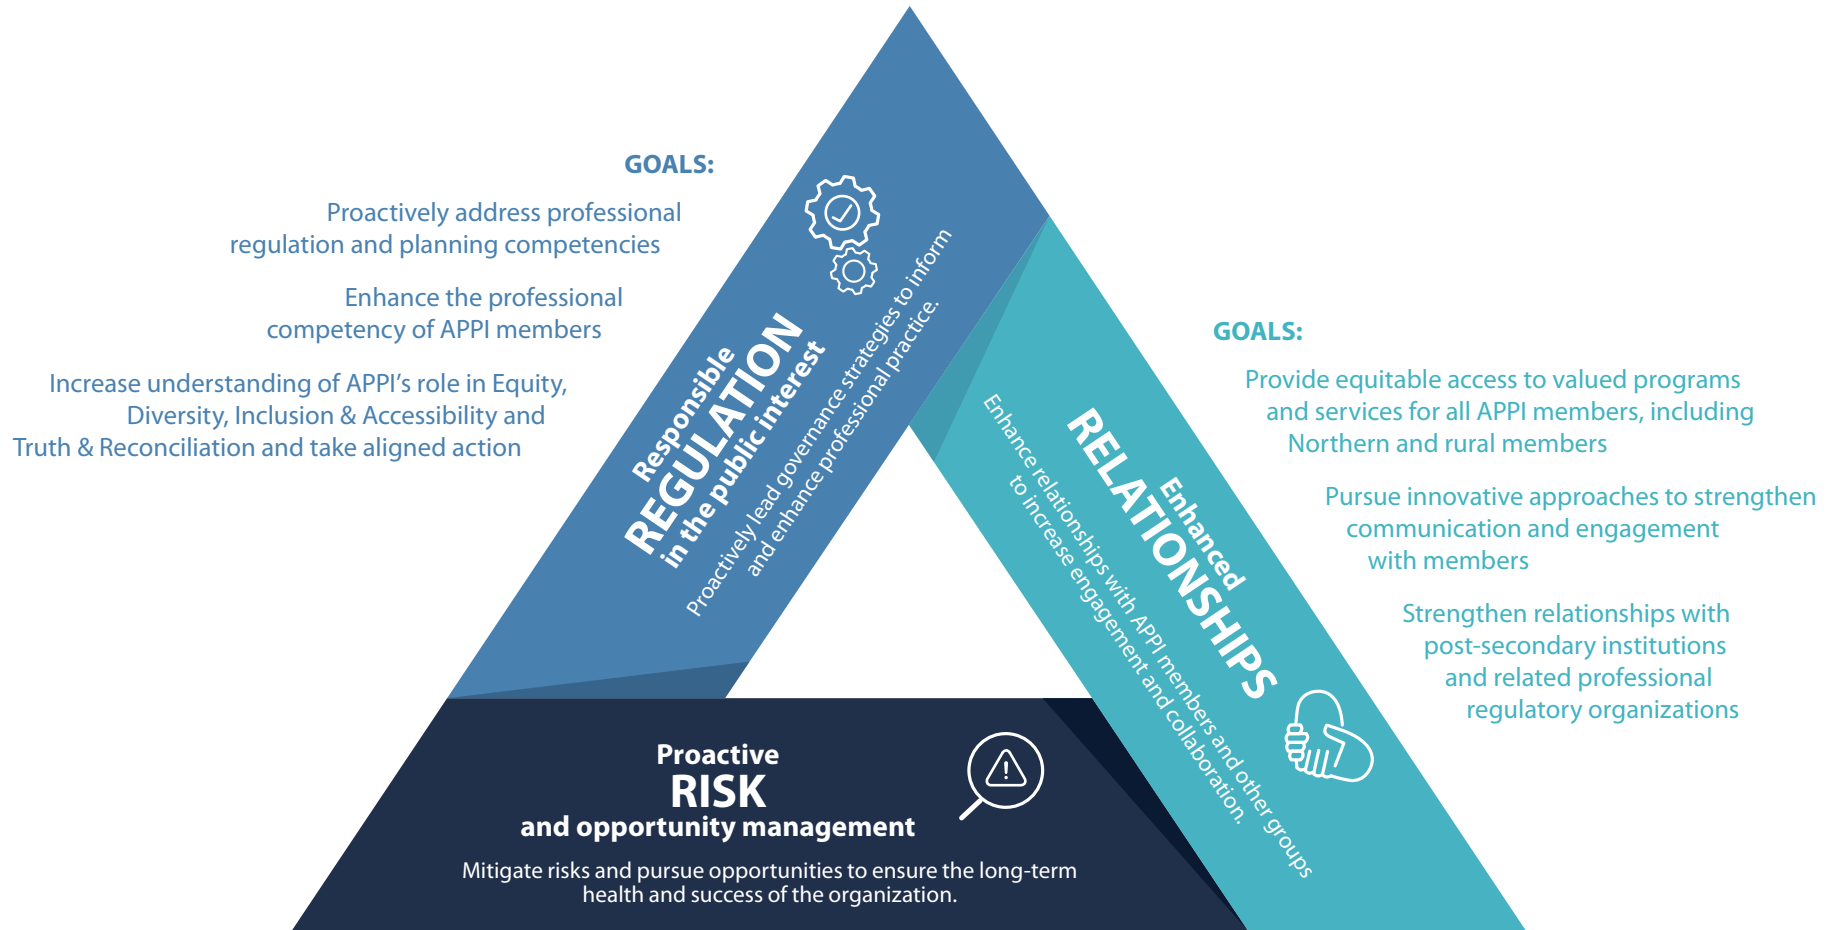 GOALS:
Proactively address professional
regulation and planning competencies
Enhance the professional
competency of APPI members
Increase understanding of APPI’s role in Equity,
Diversity, Inclusion & Accessibility and
Truth & Reconciliation and take aligned action
Responsible
REGULATION
in the public interest
Proactively lead governance strategies to inform
and enhance professional practice.
GOALS:
Provide equitable access to valued programs
and services for all APPI members, including
Northern and rural members
Pursue innovative approaches to strengthen
communication and engagement
with members
Strengthen relationships with
post-secondary institutions
and related professional
regulatory organizations
Enhanced
RELATIONSHIPS
Enhance relationships with APPI members and other groups
to increase engagement and collaboration.
Proactive
RISK
and opportunity management
Mitigate risks and pursue opportunities to ensure the long-term
health and success of the organization.